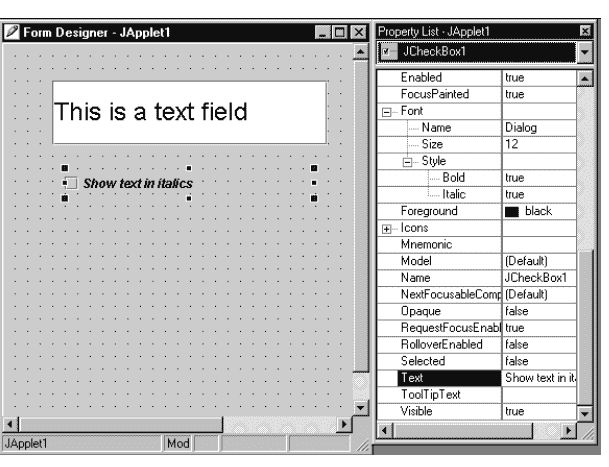 Form Designer - JApplet1
This is a text field
Show text in italics
JApplet1 Mod
Property List - JApplet1
JCheckBox1
Enabled true
FocusPainted true
Font
Name Dialog
Size 12
Style
Bold true
Italic true
Foreground black
Icons
Mnemonic
Model (Default)
Name JCheckBox1
NextFocusableComp (Default)
Opaque false
RequestFocusEnabl true
RolloverEnabled false
Selected false
Text Show text in it
ToolTipText
Visible true